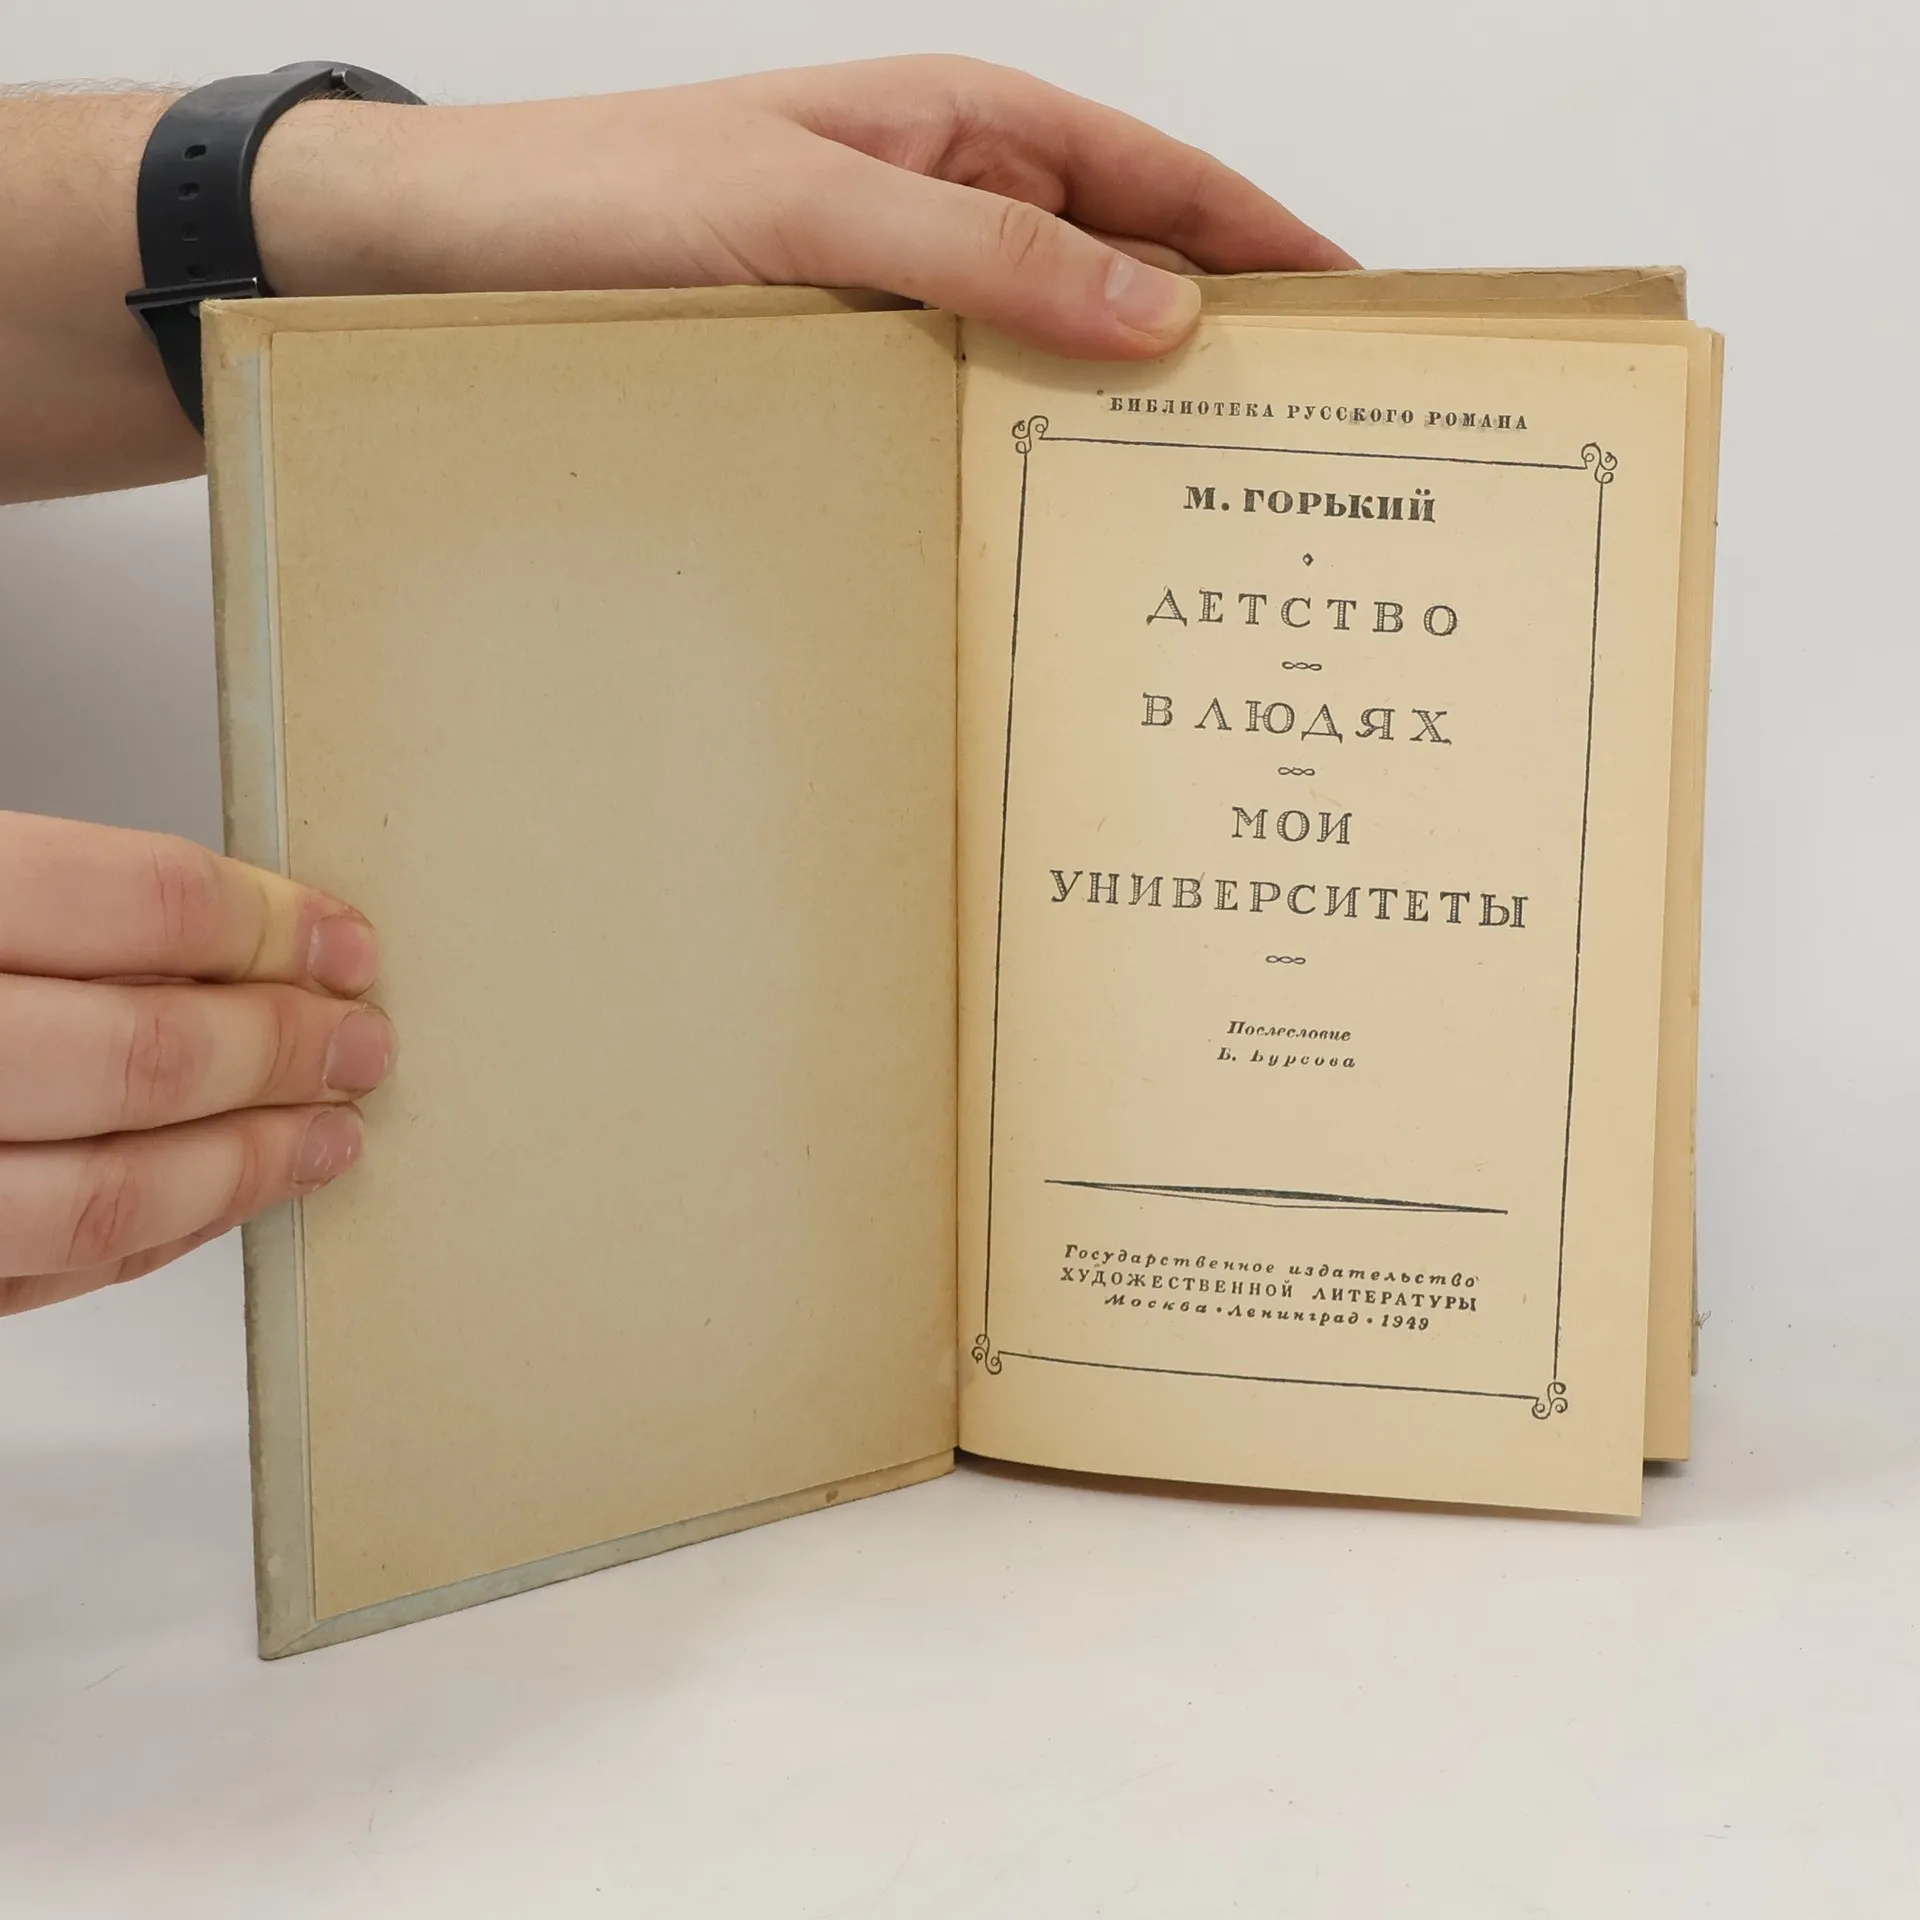 БИБЛИОТЕКА РУССКОГО РОМАНА
М. ГОРЬКИЙ
ДЕТСТВО
В ЛЮДЯХ
МОИ
УНИВЕРСИТЕТЫ
Послесловие
Б. Бурсова
Государственное издательство
ХУДОЖЕСТВЕННОЙ ЛИТЕРАТУРЫ
Москва • Ленинград • 1949